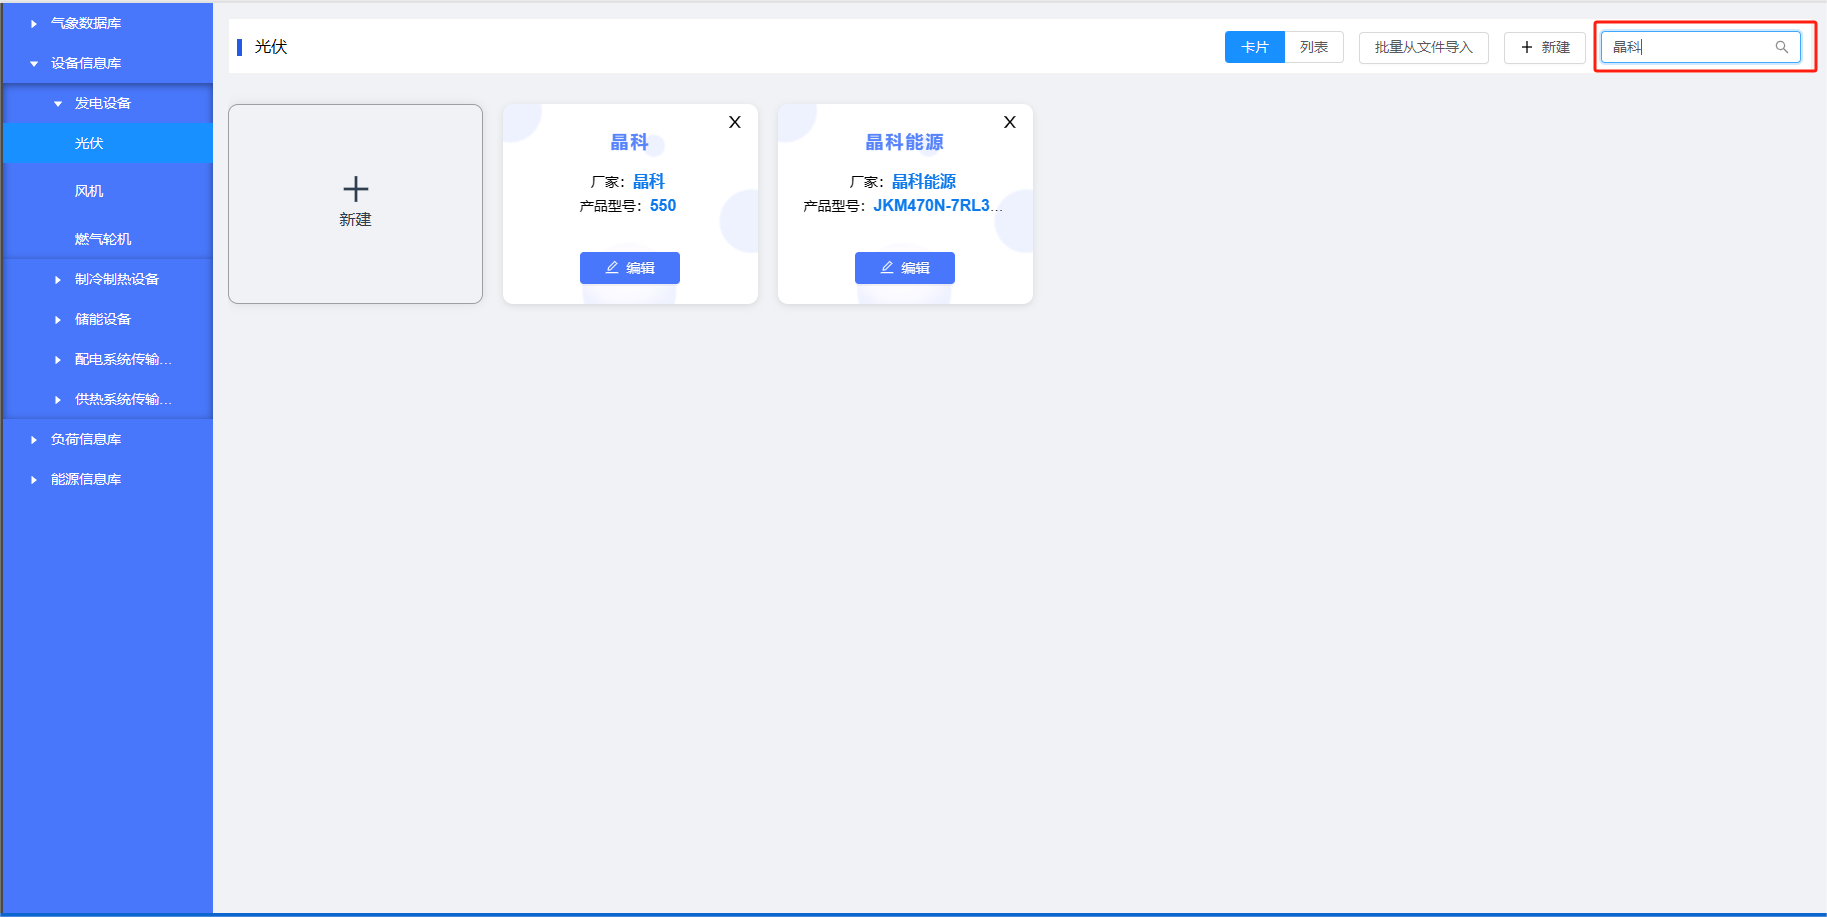 气象数据库
设备信息库
发电设备
光伏
风机
燃气轮机
制冷制热设备
储能设备
配电系统传输...
供热系统传输...
负荷信息库
能源信息库
光伏
卡片
列表
批量从文件导入
+ 新建
晶科
新建
X
晶科
厂家：晶科
产品型号：550
编辑
X
晶科能源
厂家：晶科能源
产品型号：JKM470N-7RL3...
编辑